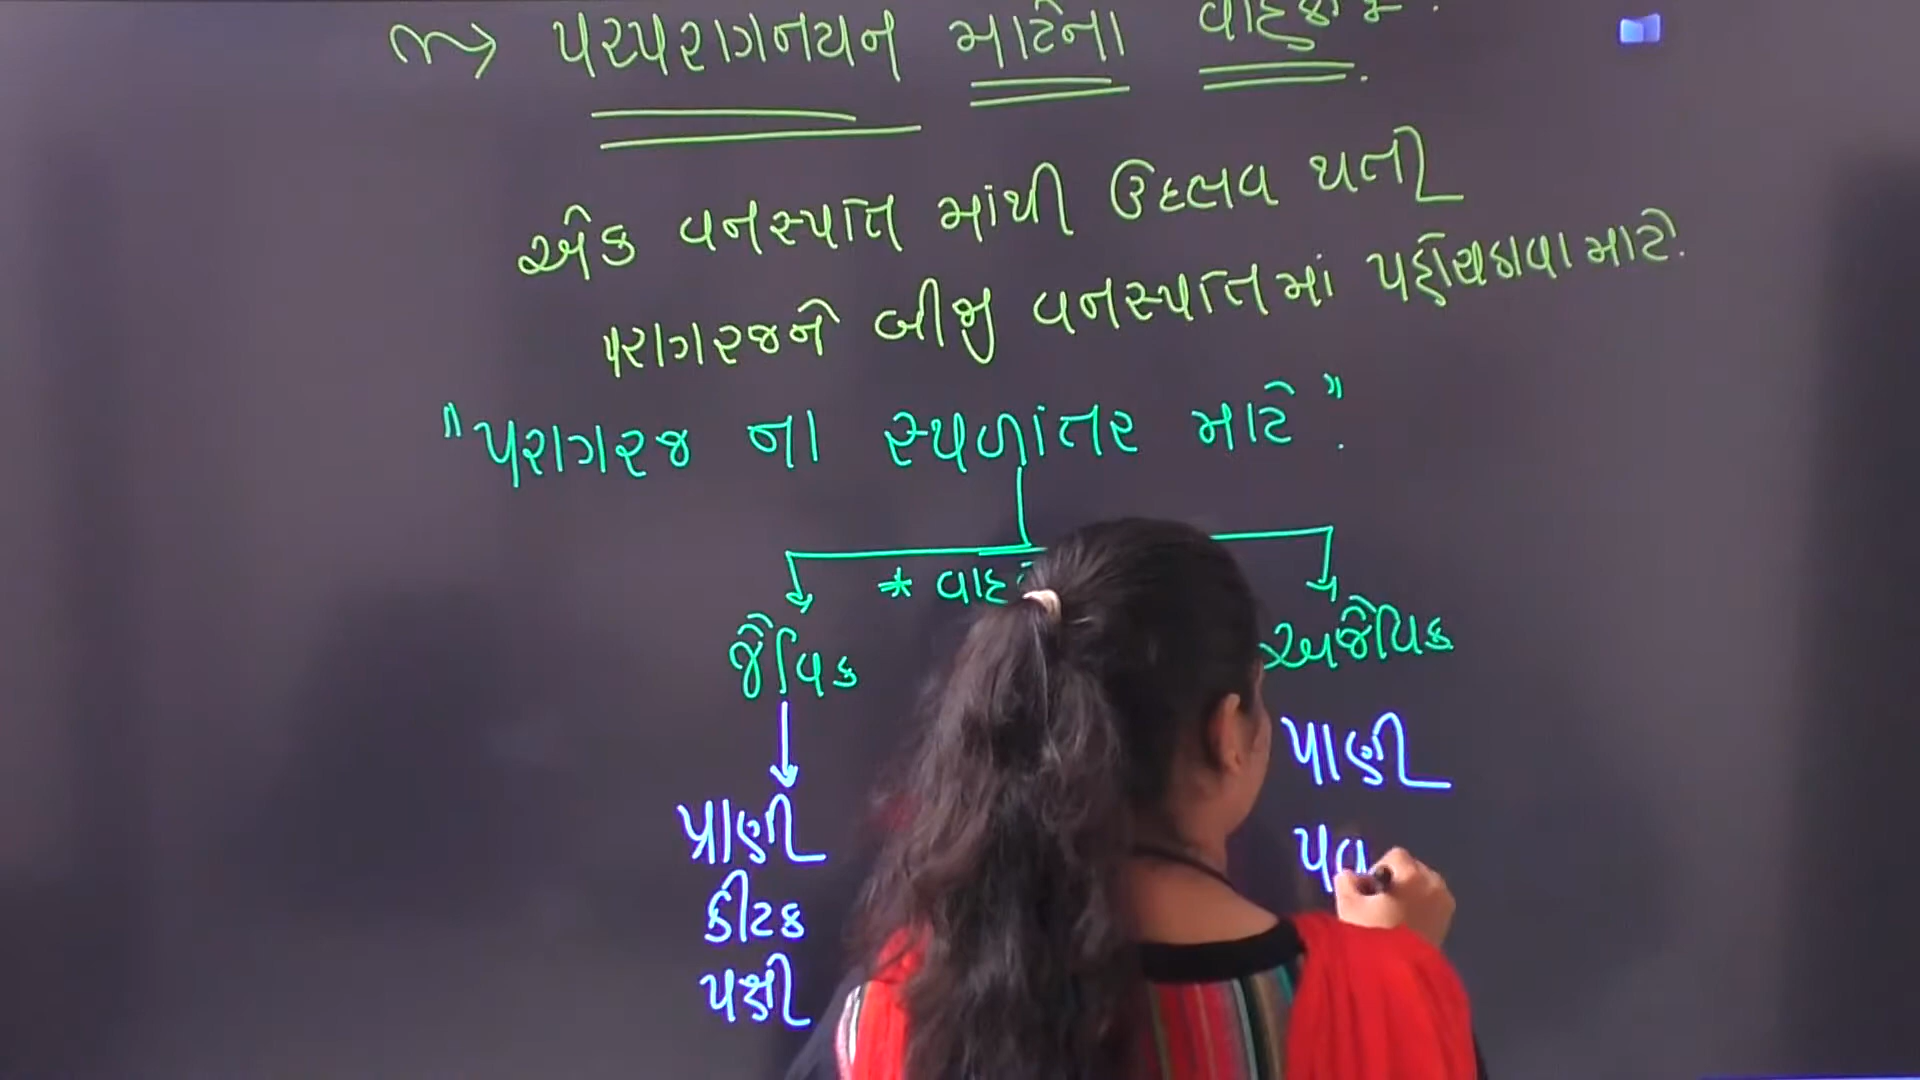 પરપરાગનયન માટેના વાહકો :
એક વનસ્પતિ માંથી ઉદ્ભવ થતી
પરાગરજને બીજી વનસ્પતિમાં પહોંચાડવા માટે.
"પરાગરજ ના સ્થળાંતર માટે".
* વાહ
જૈવિક
અજૈવિક
પ્રાણી
કીટક
પક્ષી
પાણી
પવ